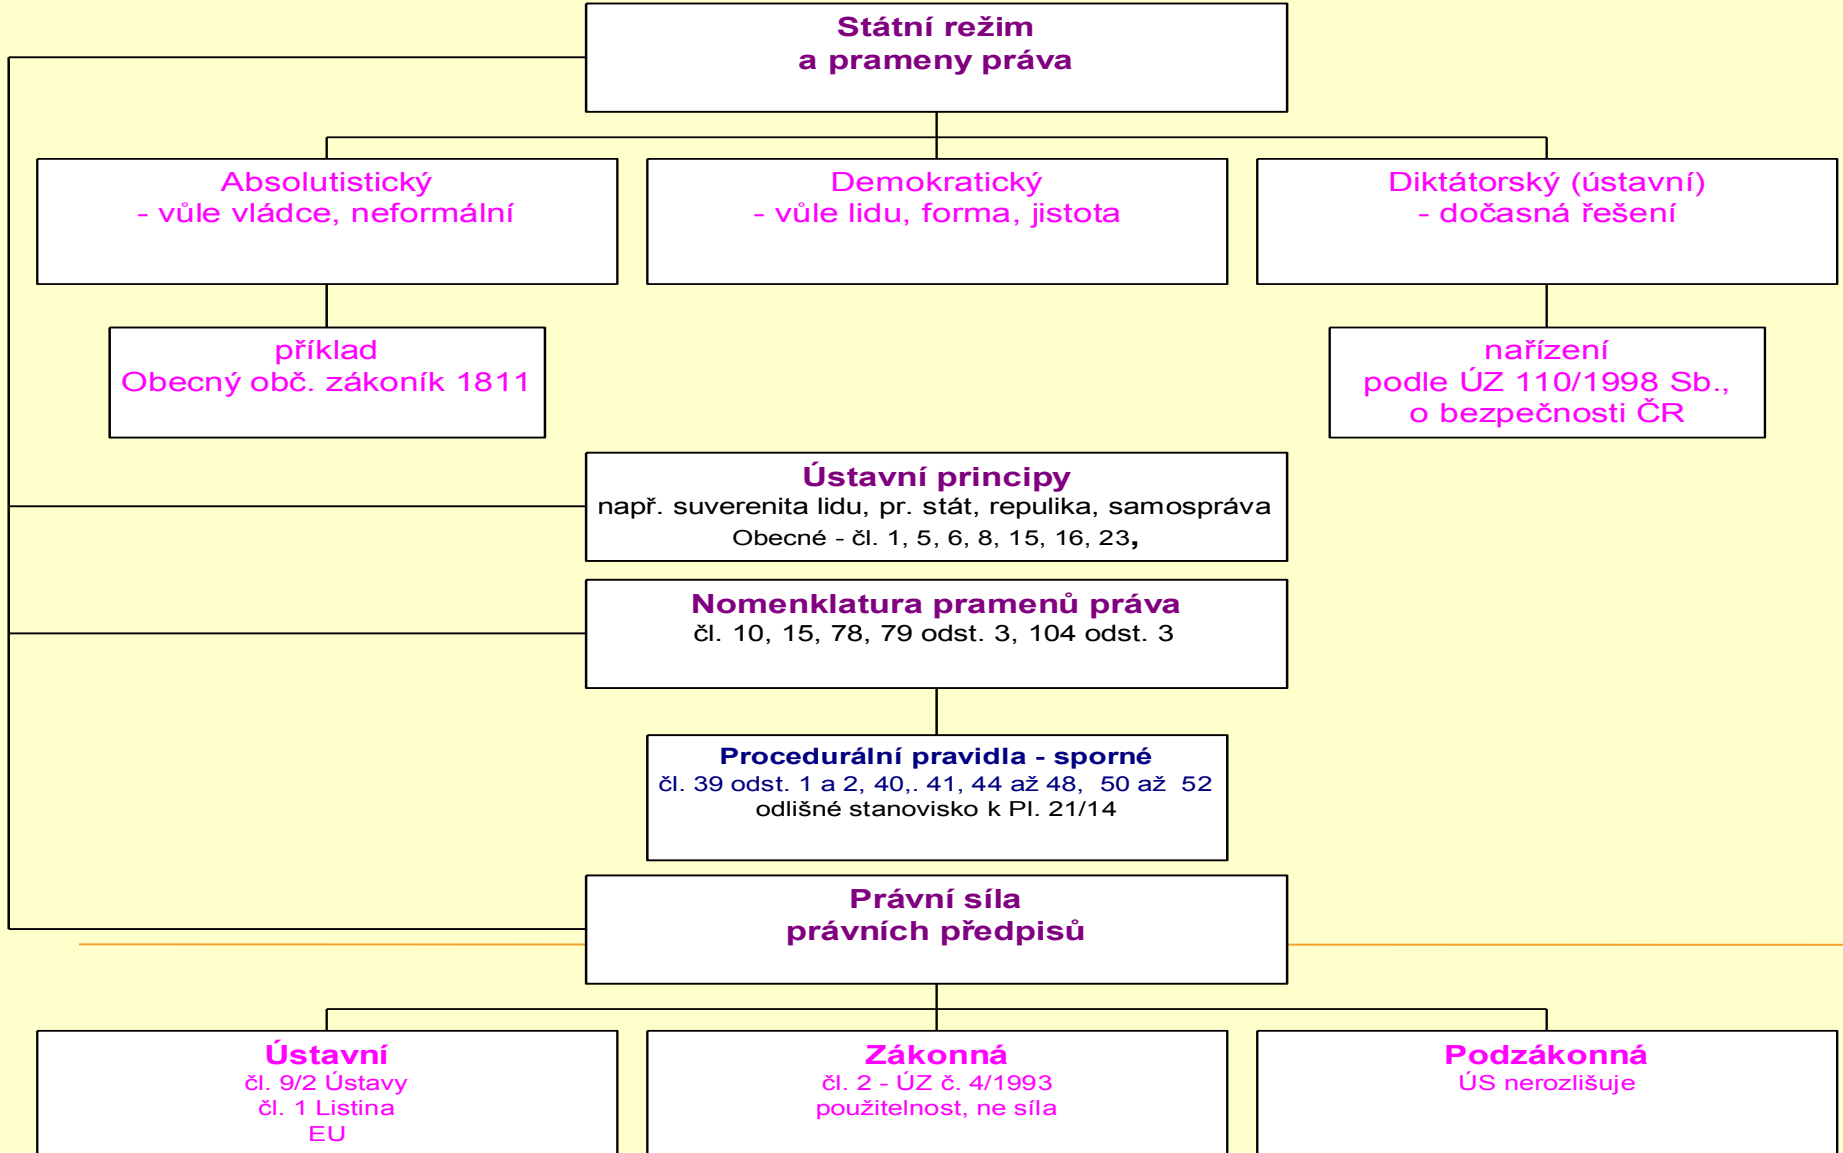 Státní režim
a prameny práva
Absolutistický
- vůle vládce, neformální
Demokratický
- vůle lidu, forma, jistota
Diktátorský (ústavní)
- dočasná řešení
příklad
Obecný obč. zákoník 1811
nařízení
podle ÚZ 110/1998 Sb.,
o bezpečnosti ČR
Ústavní principy
např. suverenita lidu, pr. stát, repulika, samospráva
Obecné - čl. 1, 5, 6, 8, 15, 16, 23,
Nomenklatura pramenů práva
čl. 10, 15, 78, 79 odst. 3, 104 odst. 3
Procedurální pravidla - sporné
čl. 39 odst. 1 a 2, 40,. 41, 44 až 48, 50 až 52
odlišné stanovisko k Pl. 21/14
Právní síla
právních předpisů
Ústavní
čl. 9/2 Ústavy
čl. 1 Listina
EU
Zákonná
čl. 2 - ÚZ č. 4/1993
použitelnost, ne síla
Podzákonná
ÚS nerozlišuje